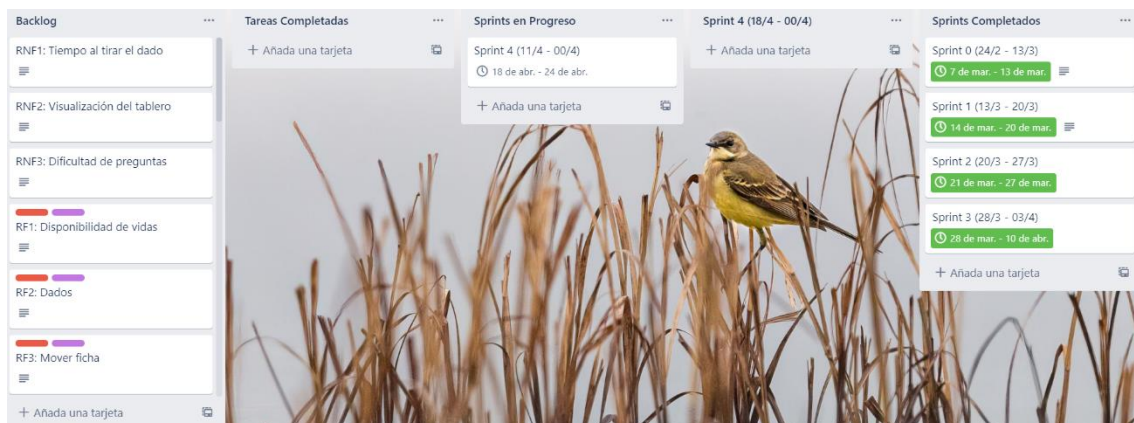 Backlog
RNF1: Tiempo al tirar el dado
RNF2: Visualización del tablero
RNF3: Dificultad de preguntas
RF1: Disponibilidad de vidas
RF2: Dados
RF3: Mover ficha
+ Añada una tarjeta
Tareas Completadas
+ Añada una tarjeta
Sprints en Progreso
Sprint 4 (11/4 - 00/4)
18 de abr. - 24 de abr.
+ Añada una tarjeta
Sprint 4 (18/4 - 00/4)
+ Añada una tarjeta
Sprints Completados
Sprint 0 (24/2 - 13/3)
7 de mar. - 13 de mar.
Sprint 1 (13/3 - 20/3)
14 de mar. - 20 de mar.
Sprint 2 (20/3 - 27/3)
21 de mar. - 27 de mar.
Sprint 3 (28/3 - 03/4)
28 de mar. - 10 de abr.
+ Añada una tarjeta